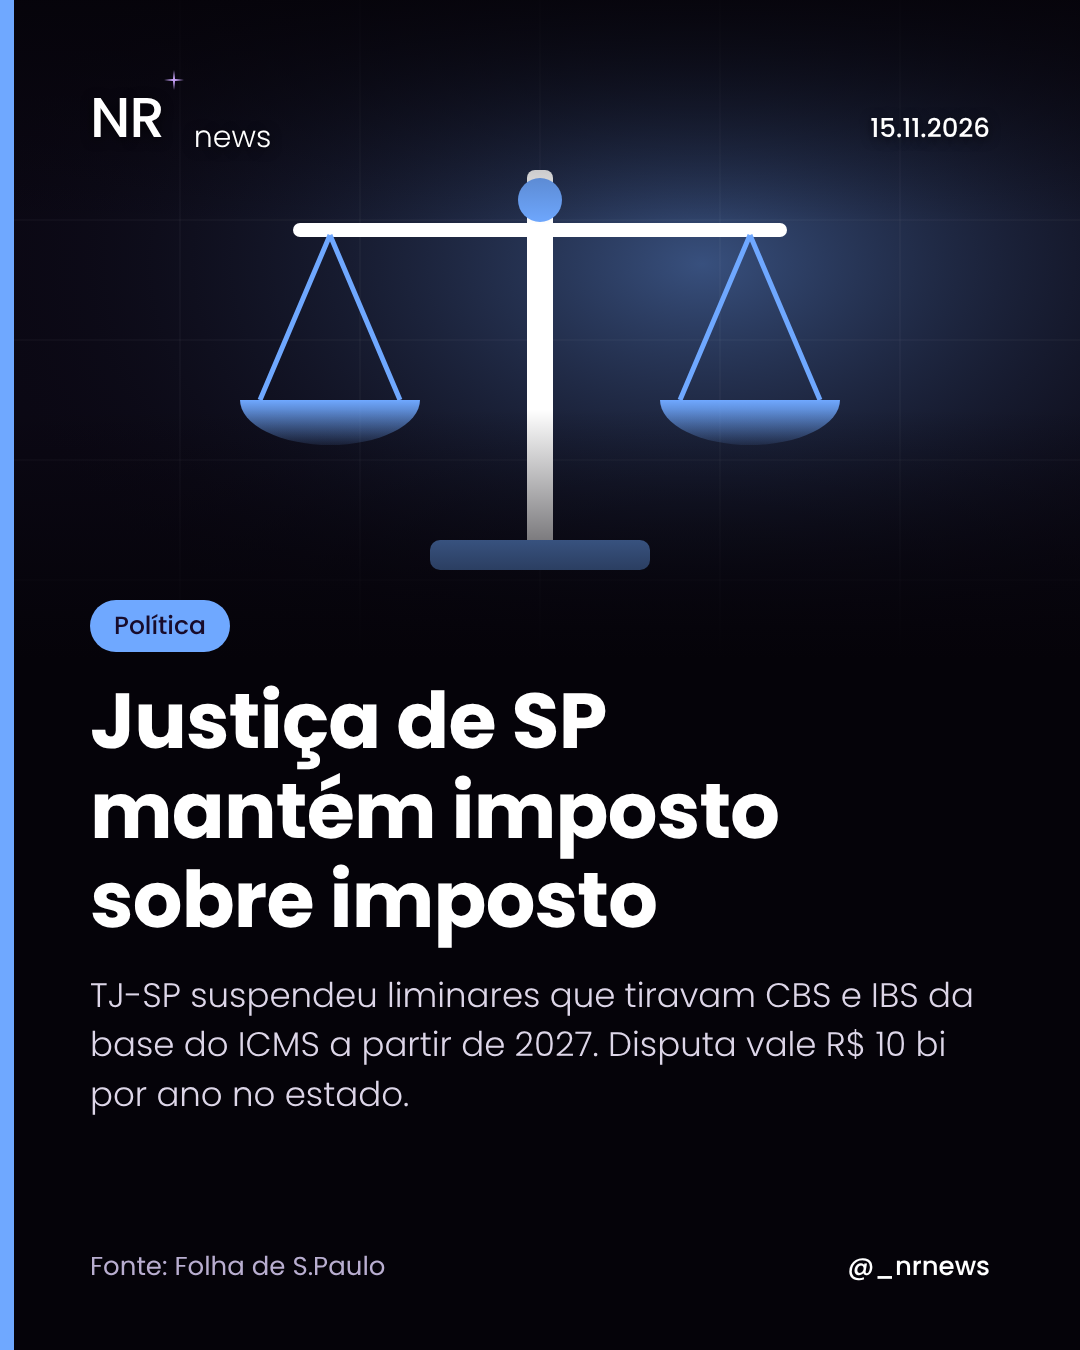 NR news
15.11.2026
Política
Justiça de SP
mantém imposto
sobre imposto
TJ-SP suspendeu liminares que tiravam CBS e IBS da
base do ICMS a partir de 2027. Disputa vale R$ 10 bi
por ano no estado.
Fonte: Folha de S.Paulo
@_nrnews